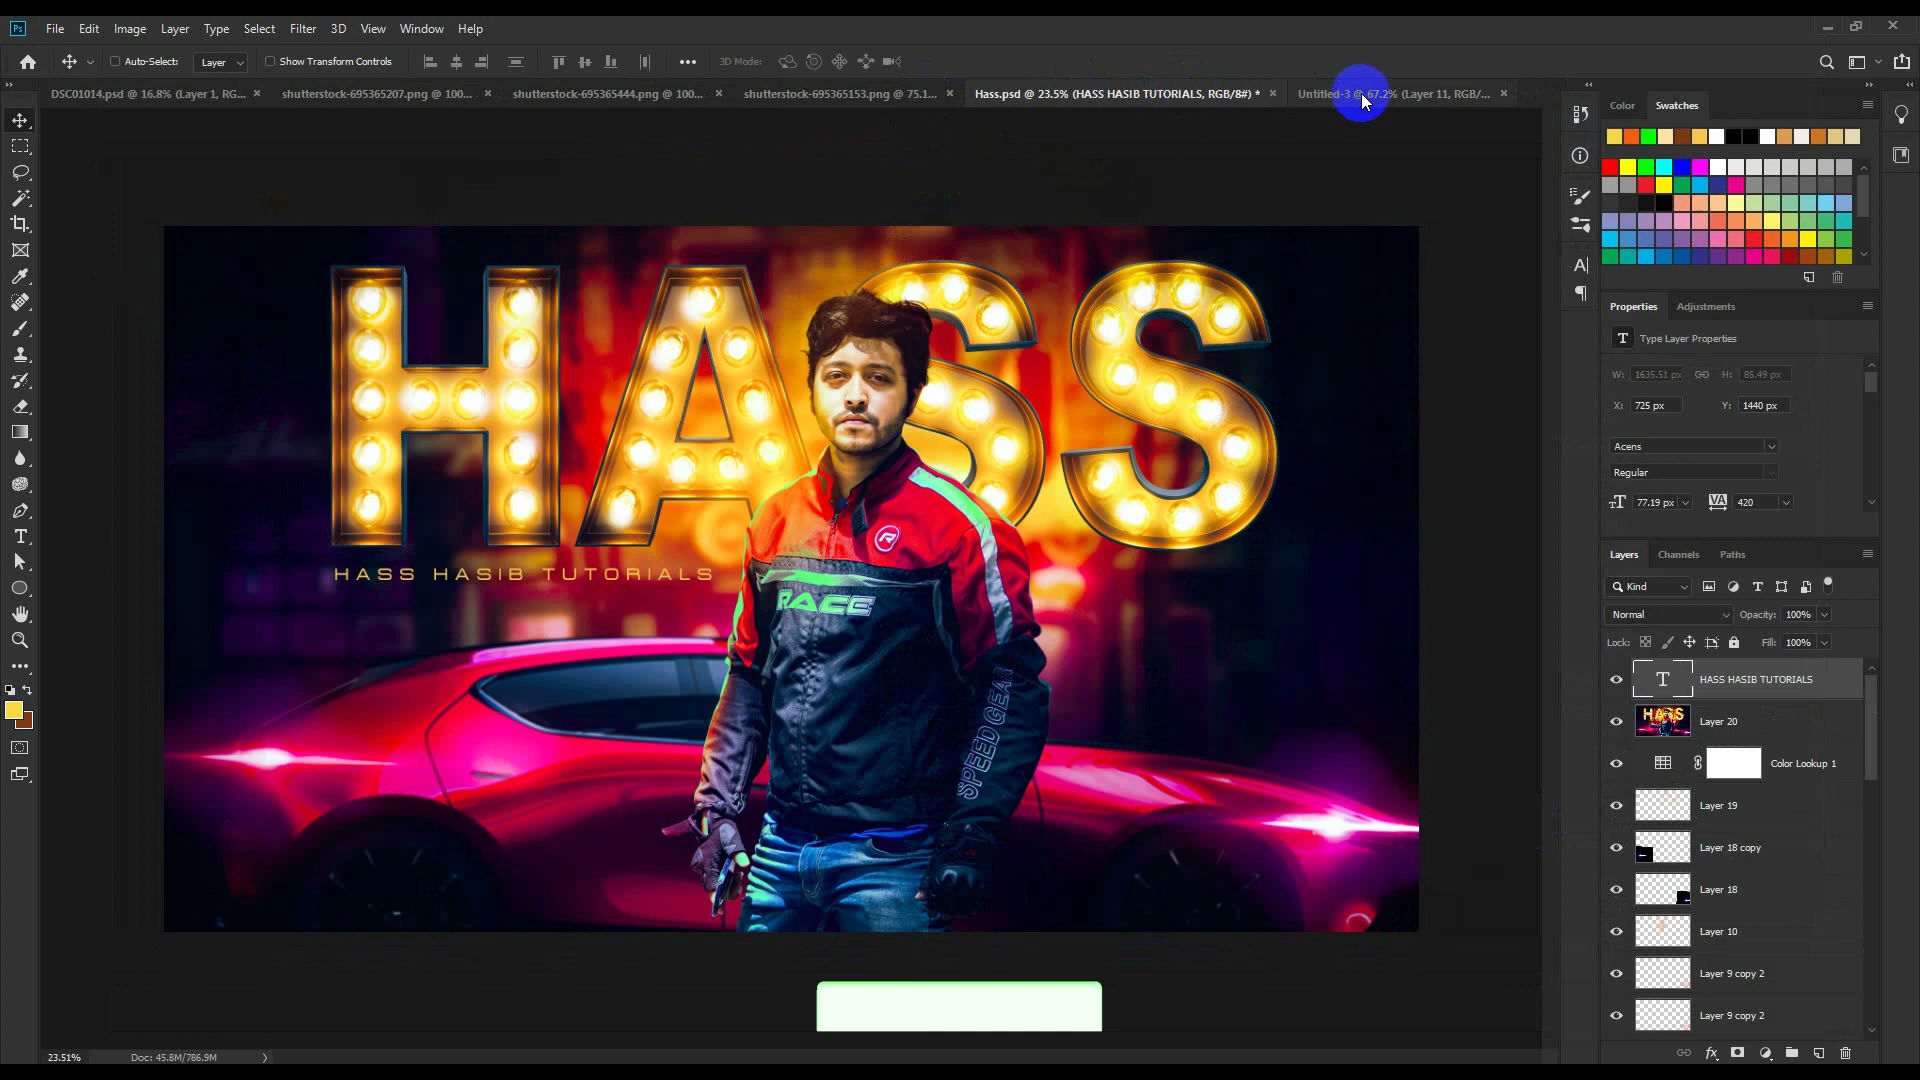 Ps File Edit Image Layer Type Select Filter 3D View Window Help
Auto-Select: Layer Show Transform Controls 3D Mode:
DSC01014.psd @ 16.8% (Layer 1, RG... × shutterstock-695365207.png @ 100... × shutterstock-695365444.png @ 100... × shutterstock-695365153.png @ 75.1... × Hass.psd @ 23.5% (HASS HASIB TUTORIALS, RGB/8#) * × Untitled-3 @ 67.2% (Layer 11, RGB/... ×
Color Swatches
HASS
HASS HASIB TUTORIALS
R
RACE
SPEED GEAR
Properties Adjustments
T Type Layer Properties
W: 1635.51 px H: 85.49 px
X: 725 px Y: 1440 px
Acens
Regular
77.19 px VA 420
Layers Channels Paths
Kind
Normal Opacity: 100%
Lock: Fill: 100%
T HASS HASIB TUTORIALS
HASS Layer 20
Color Lookup 1
Layer 19
Layer 18 copy
Layer 18
Layer 10
Layer 9 copy 2
Layer 9 copy 2
fx
23.51% Doc: 45.8M/786.9M